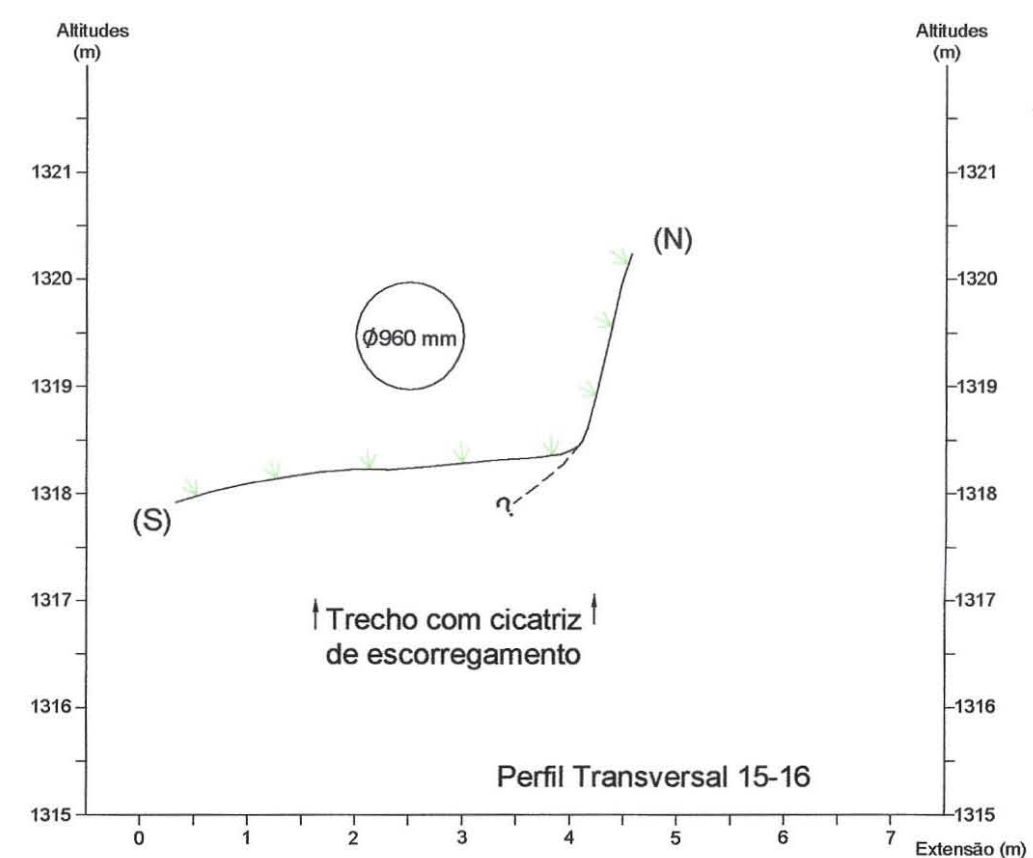 Altitudes
(m)
Altitudes
(m)
1321
1321
(N)
1320
1320
Ø960 mm
1319
1319
1318
1318
(S)
?
1317
1317
Trecho com cicatriz
de escorregamento
1316
1316
Perfil Transversal 15-16
1315
1315
0 1 2 3 4 5 6 7
Extensão (m)